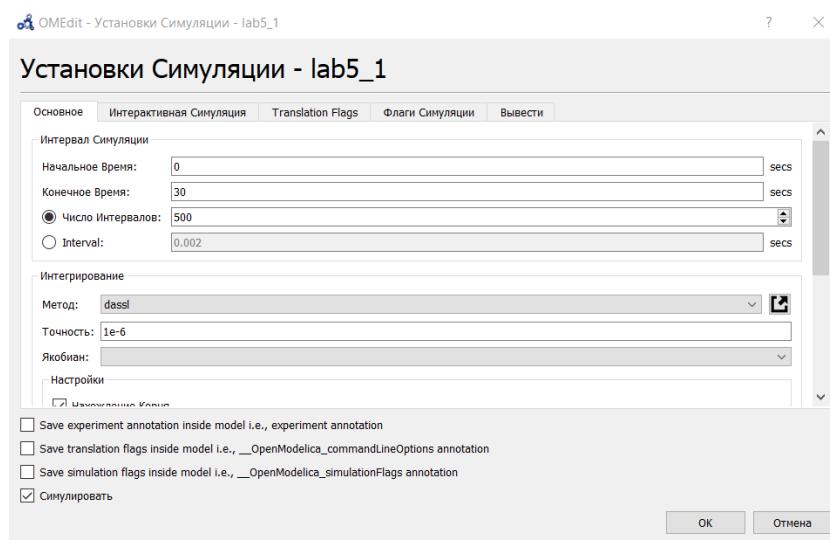 OMEdit - Установки Симуляции - lab5_1
Установки Симуляции - lab5_1
Основное Интерактивная Симуляция Translation Flags Флаги Симуляции Вывести
Интервал Симуляции
Начальное Время: 0 secs
Конечное Время: 30 secs
Число Интервалов: 500
Interval: 0.002 secs
Интегрирование
Метод: dassl
Точность: 1e-6
Якобиан:
Настройки
Нахождение Корня
Save experiment annotation inside model i.e., experiment annotation
Save translation flags inside model i.e., __OpenModelica_commandLineOptions annotation
Save simulation flags inside model i.e., __OpenModelica_simulationFlags annotation
Симулировать
OK Отмена